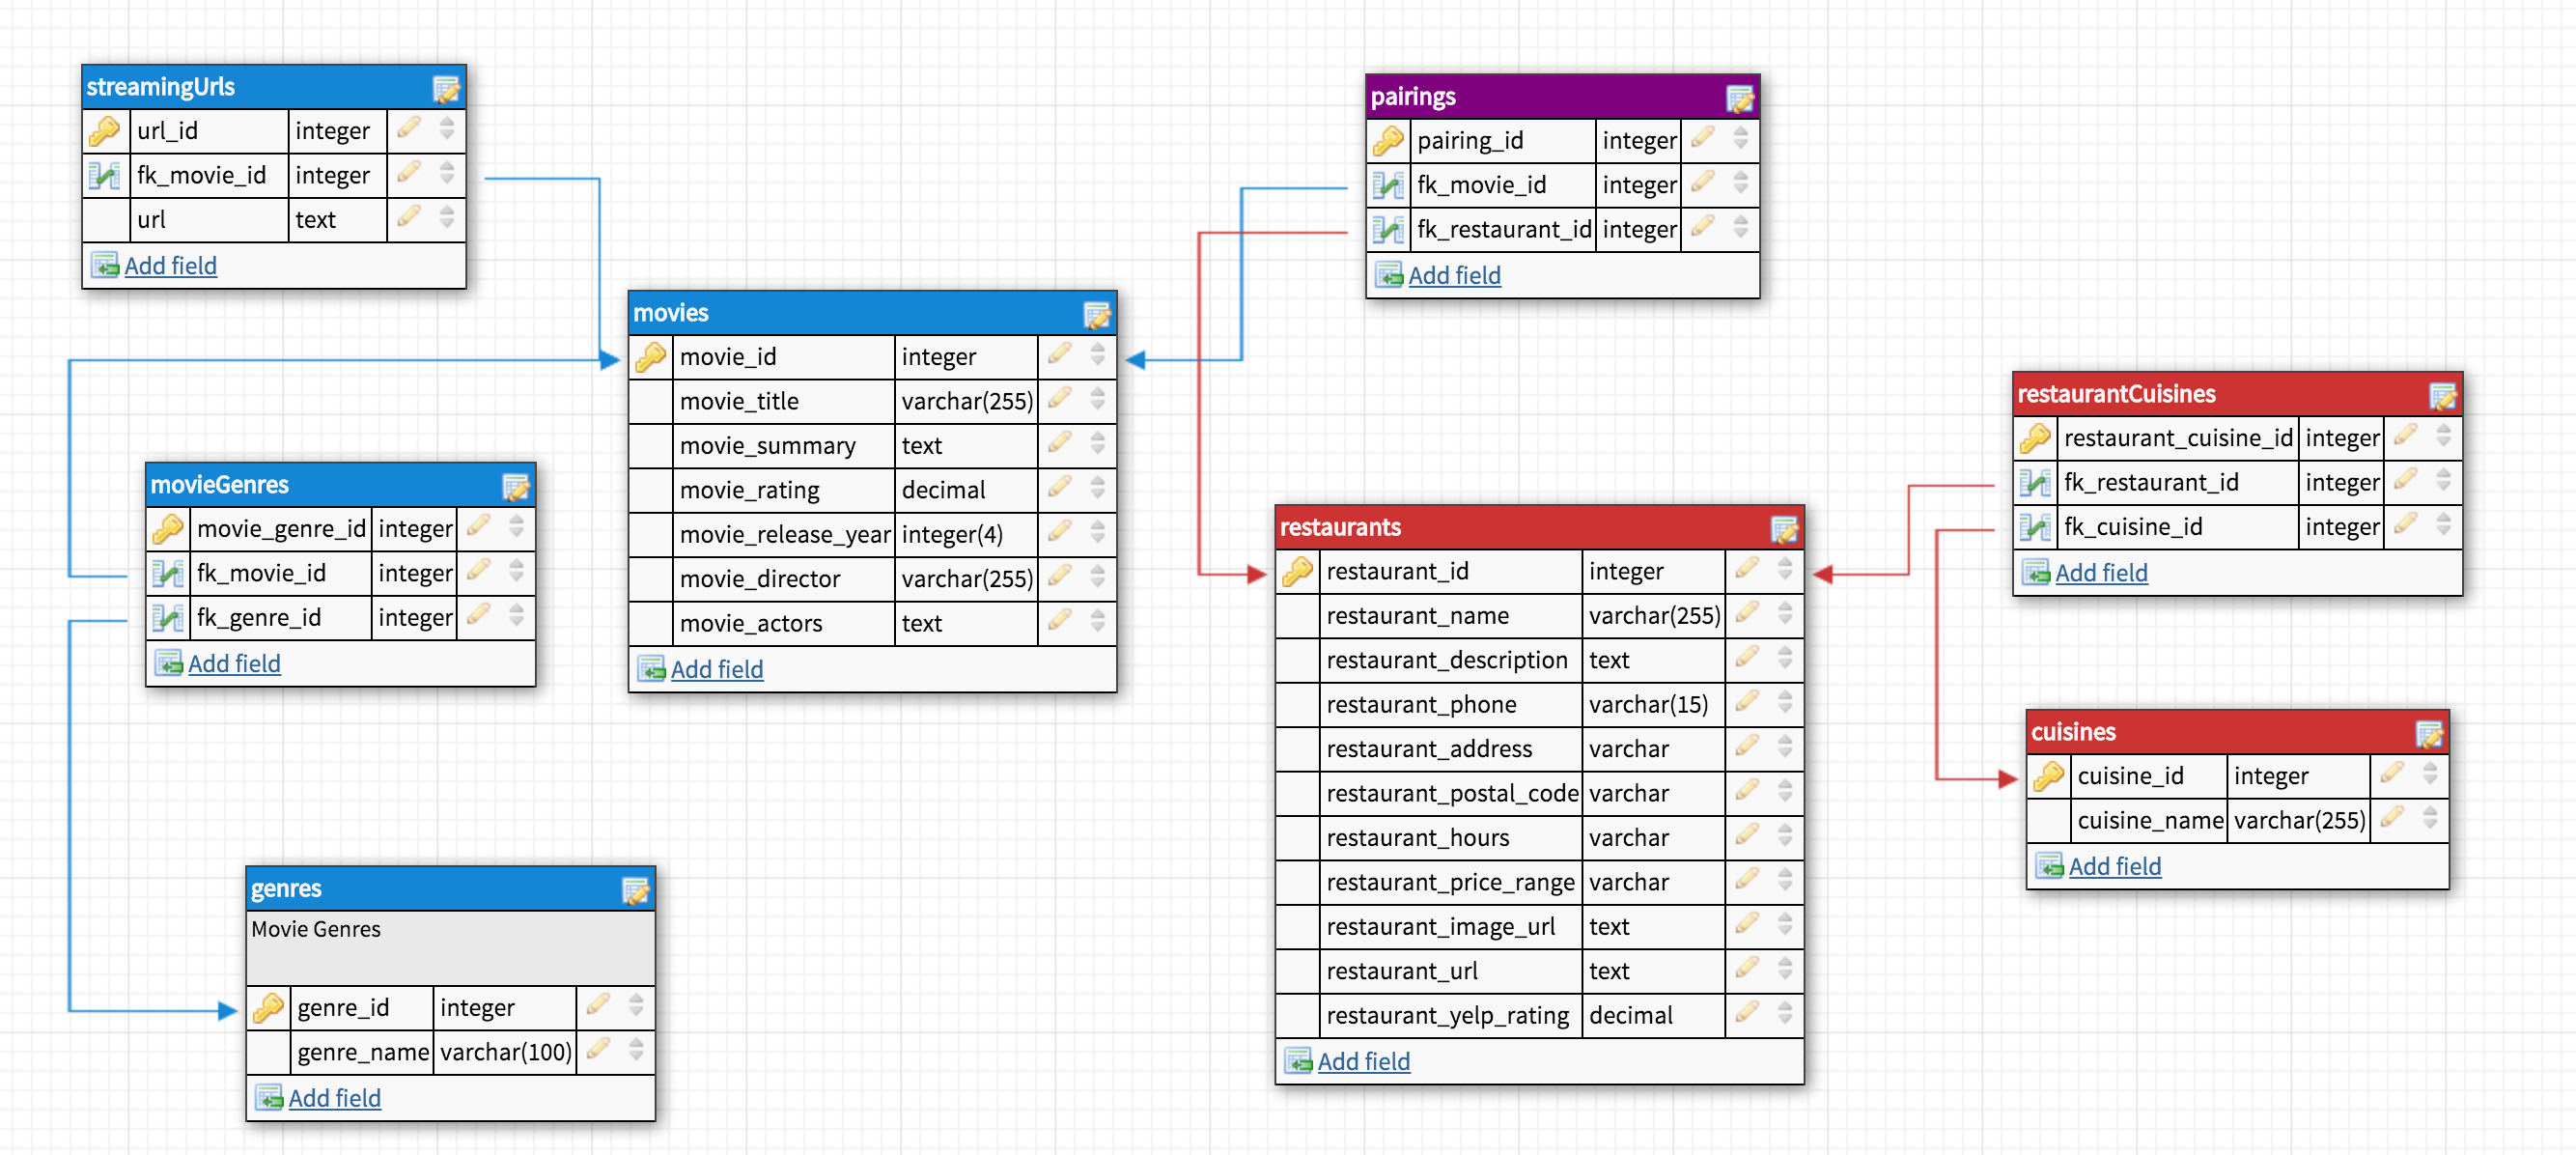 streamingUrls
url_id integer
fk_movie_id integer
url text
Add field
movies
movie_id integer
movie_title varchar(255)
movie_summary text
movie_rating decimal
movie_release_year integer(4)
movie_director varchar(255)
movie_actors text
Add field
movieGenres
movie_genre_id integer
fk_movie_id integer
fk_genre_id integer
Add field
genres
Movie Genres
genre_id integer
genre_name varchar(100)
Add field
pairings
pairing_id integer
fk_movie_id integer
fk_restaurant_id integer
Add field
restaurants
restaurant_id integer
restaurant_name varchar(255)
restaurant_description text
restaurant_phone varchar(15)
restaurant_address varchar
restaurant_postal_code varchar
restaurant_hours varchar
restaurant_price_range varchar
restaurant_image_url text
restaurant_url text
restaurant_yelp_rating decimal
Add field
restaurantCuisines
restaurant_cuisine_id integer
fk_restaurant_id integer
fk_cuisine_id integer
Add field
cuisines
cuisine_id integer
cuisine_name varchar(255)
Add field